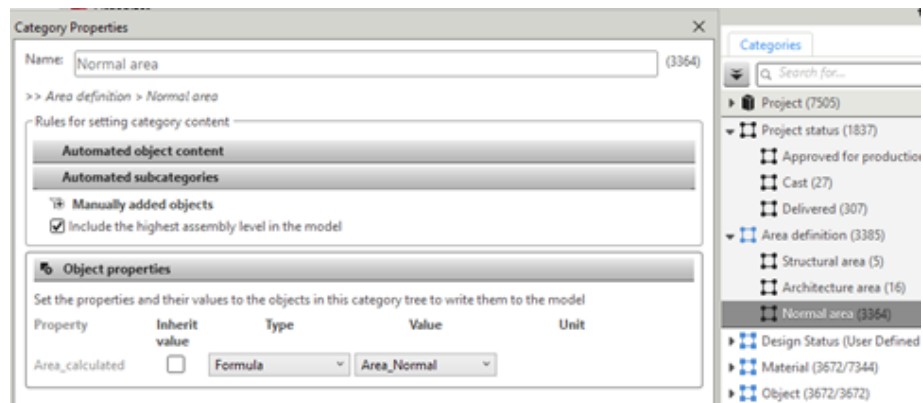 Category Properties
Name: Normal area (3364)
>> Area definition > Normal area
Rules for setting category content
Automated object content
Automated subcategories
Manually added objects
Include the highest assembly level in the model
Object properties
Set the properties and their values to the objects in this category tree to write them to the model
Property Inherit value Type Value Unit
Area_calculated Formula Area_Normal
Categories
Search for...
Project (7505)
Project status (1837)
Approved for production
Cast (27)
Delivered (307)
Area definition (3385)
Structural area (5)
Architecture area (16)
Normal area (3364)
Design Status (User Defined
Material (3672/7344)
Object (3672/3672)